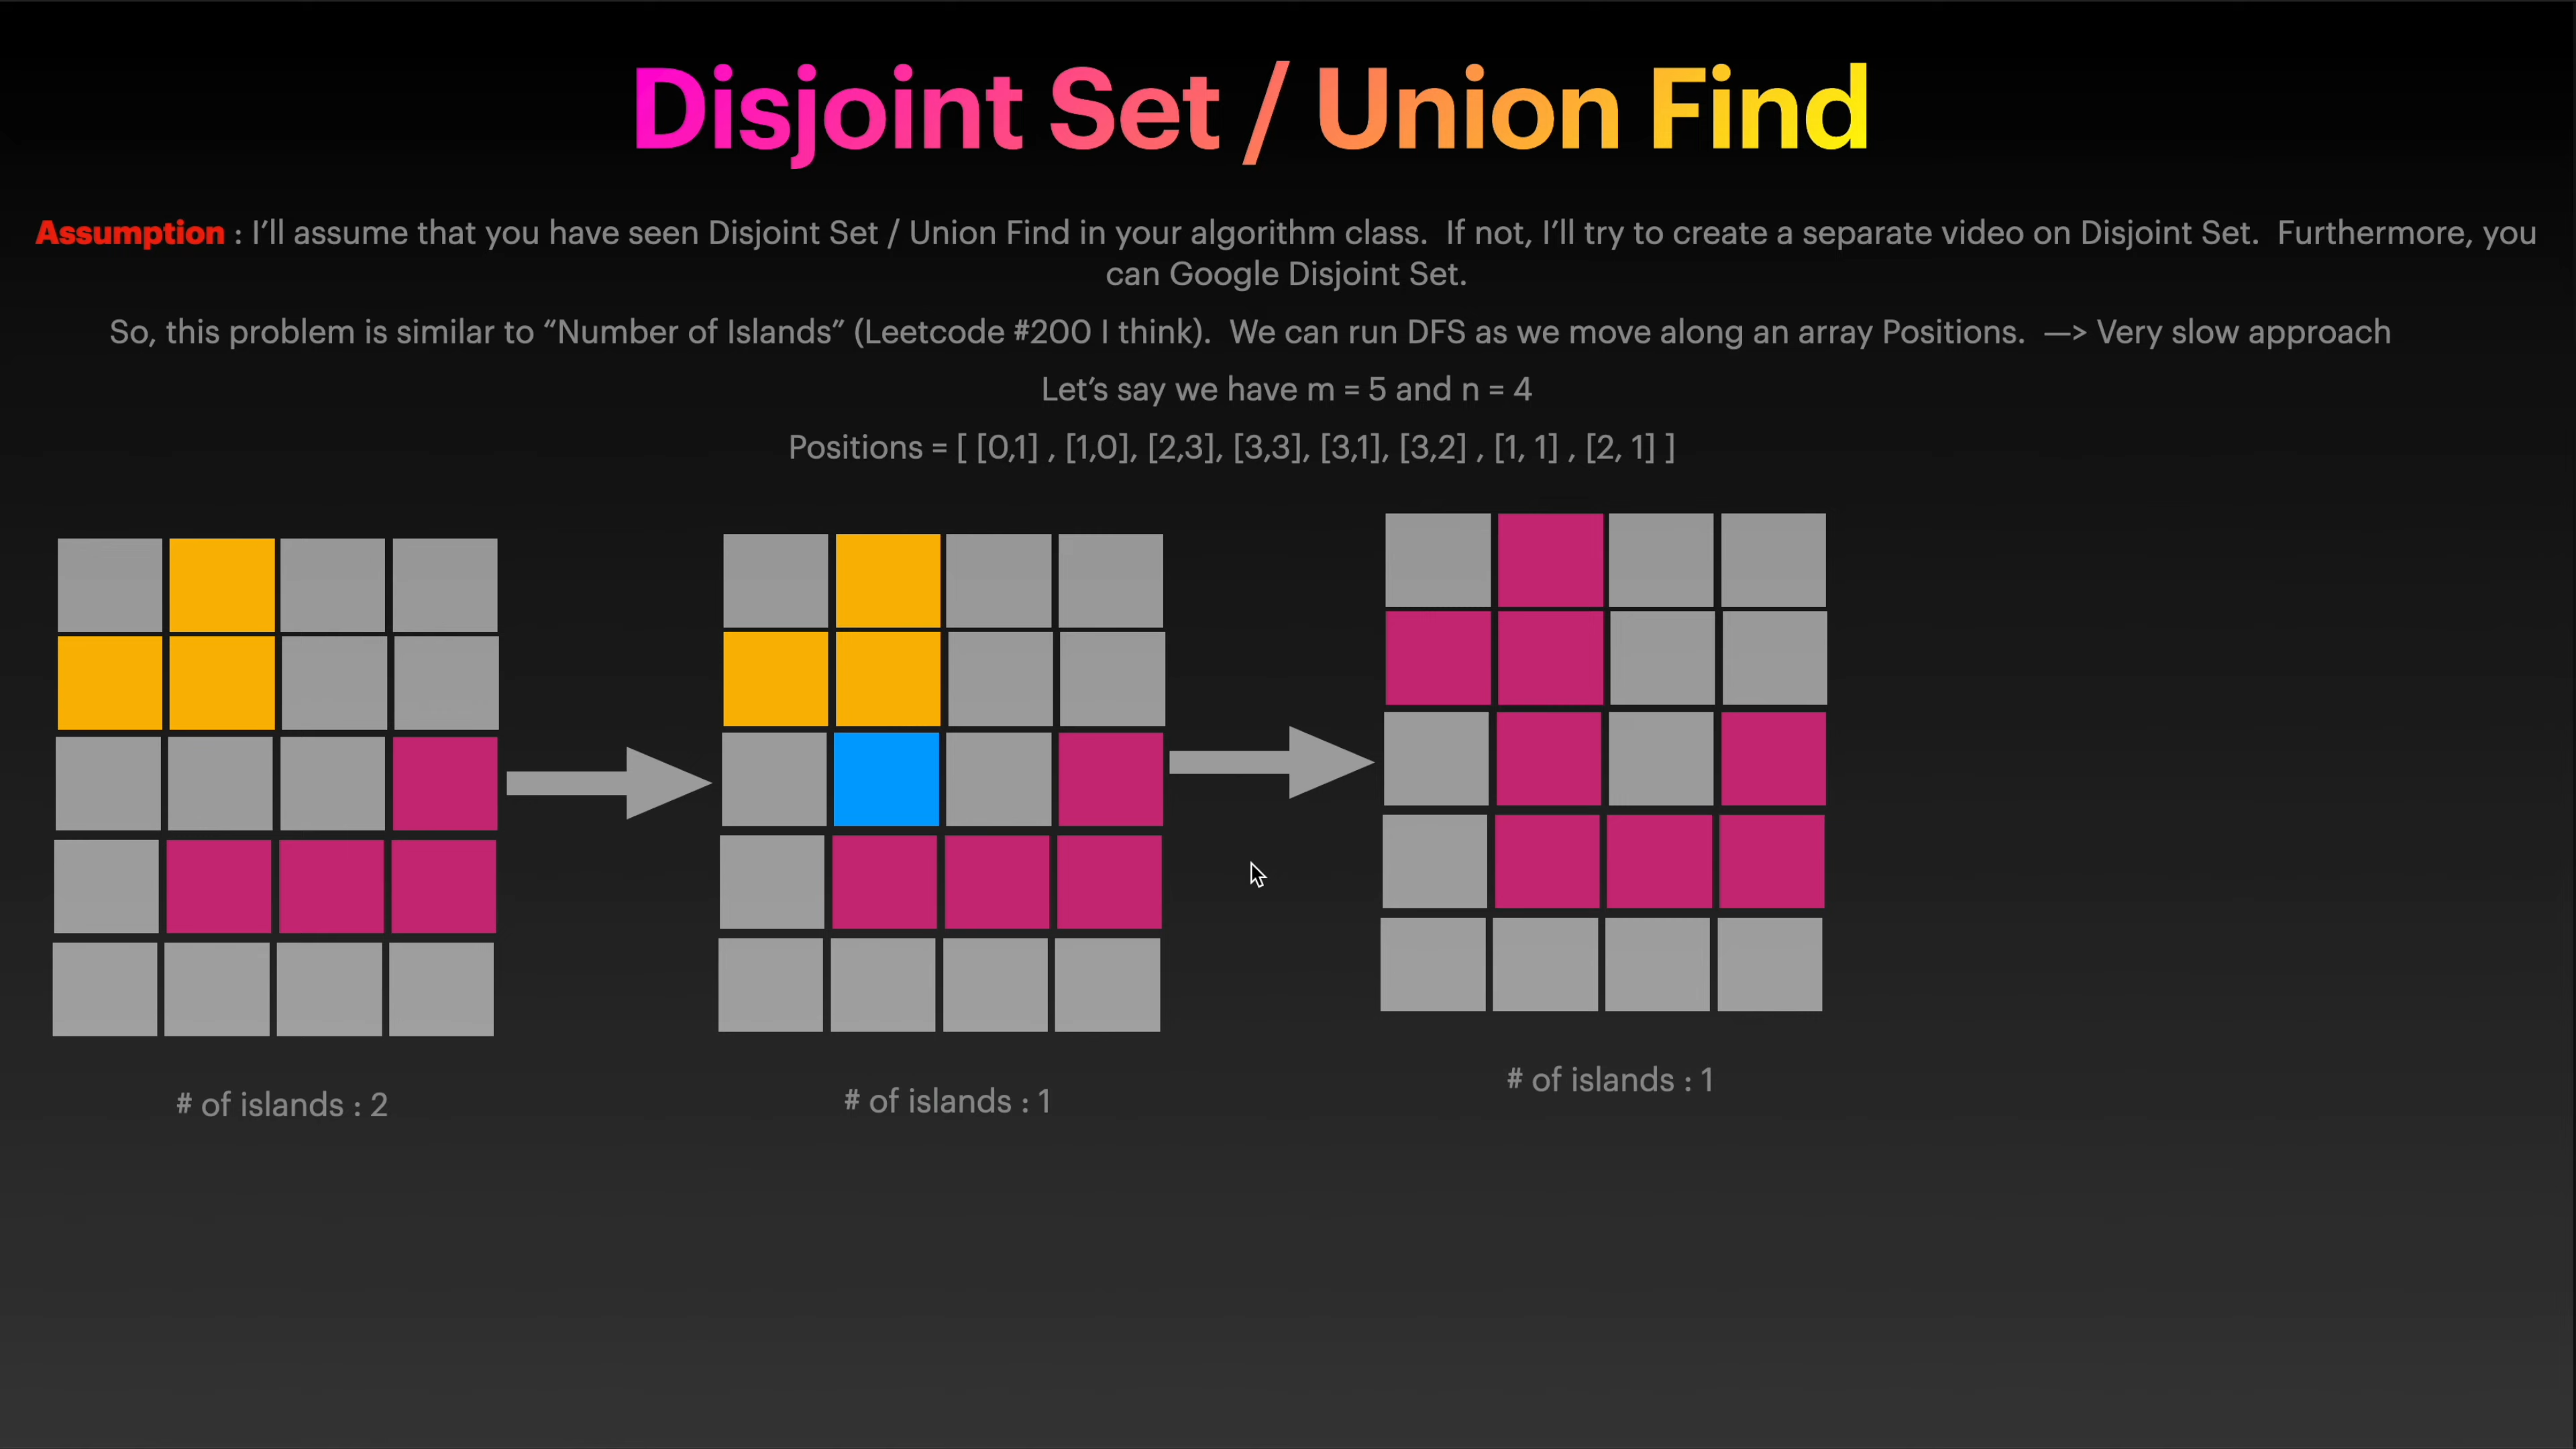 Disjoint Set / Union Find
Assumption : I’ll assume that you have seen Disjoint Set / Union Find in your algorithm class.  If not, I’ll try to create a separate video on Disjoint Set.  Furthermore, you
can Google Disjoint Set.
So, this problem is similar to “Number of Islands” (Leetcode #200 I think).  We can run DFS as we move along an array Positions.  —> Very slow approach
Let’s say we have m = 5 and n = 4
Positions = [ [0,1] , [1,0], [2,3], [3,3], [3,1], [3,2] , [1, 1] , [2, 1] ]
# of islands : 2
# of islands : 1
# of islands : 1